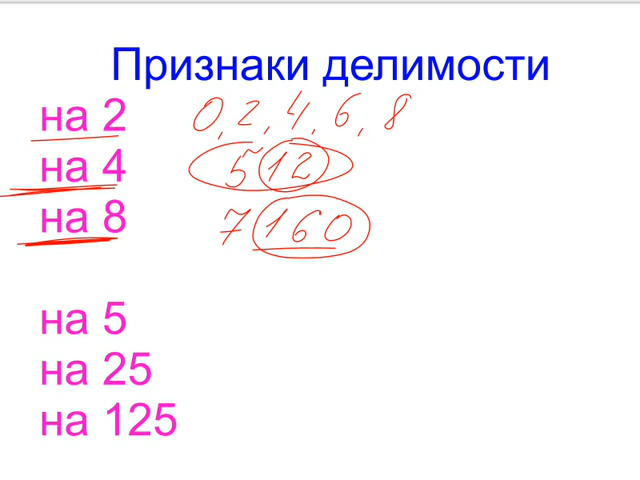 Признаки делимости
на 2 0, 2, 4, 6, 8
на 4 512
на 8 7160
на 5
на 25
на 125